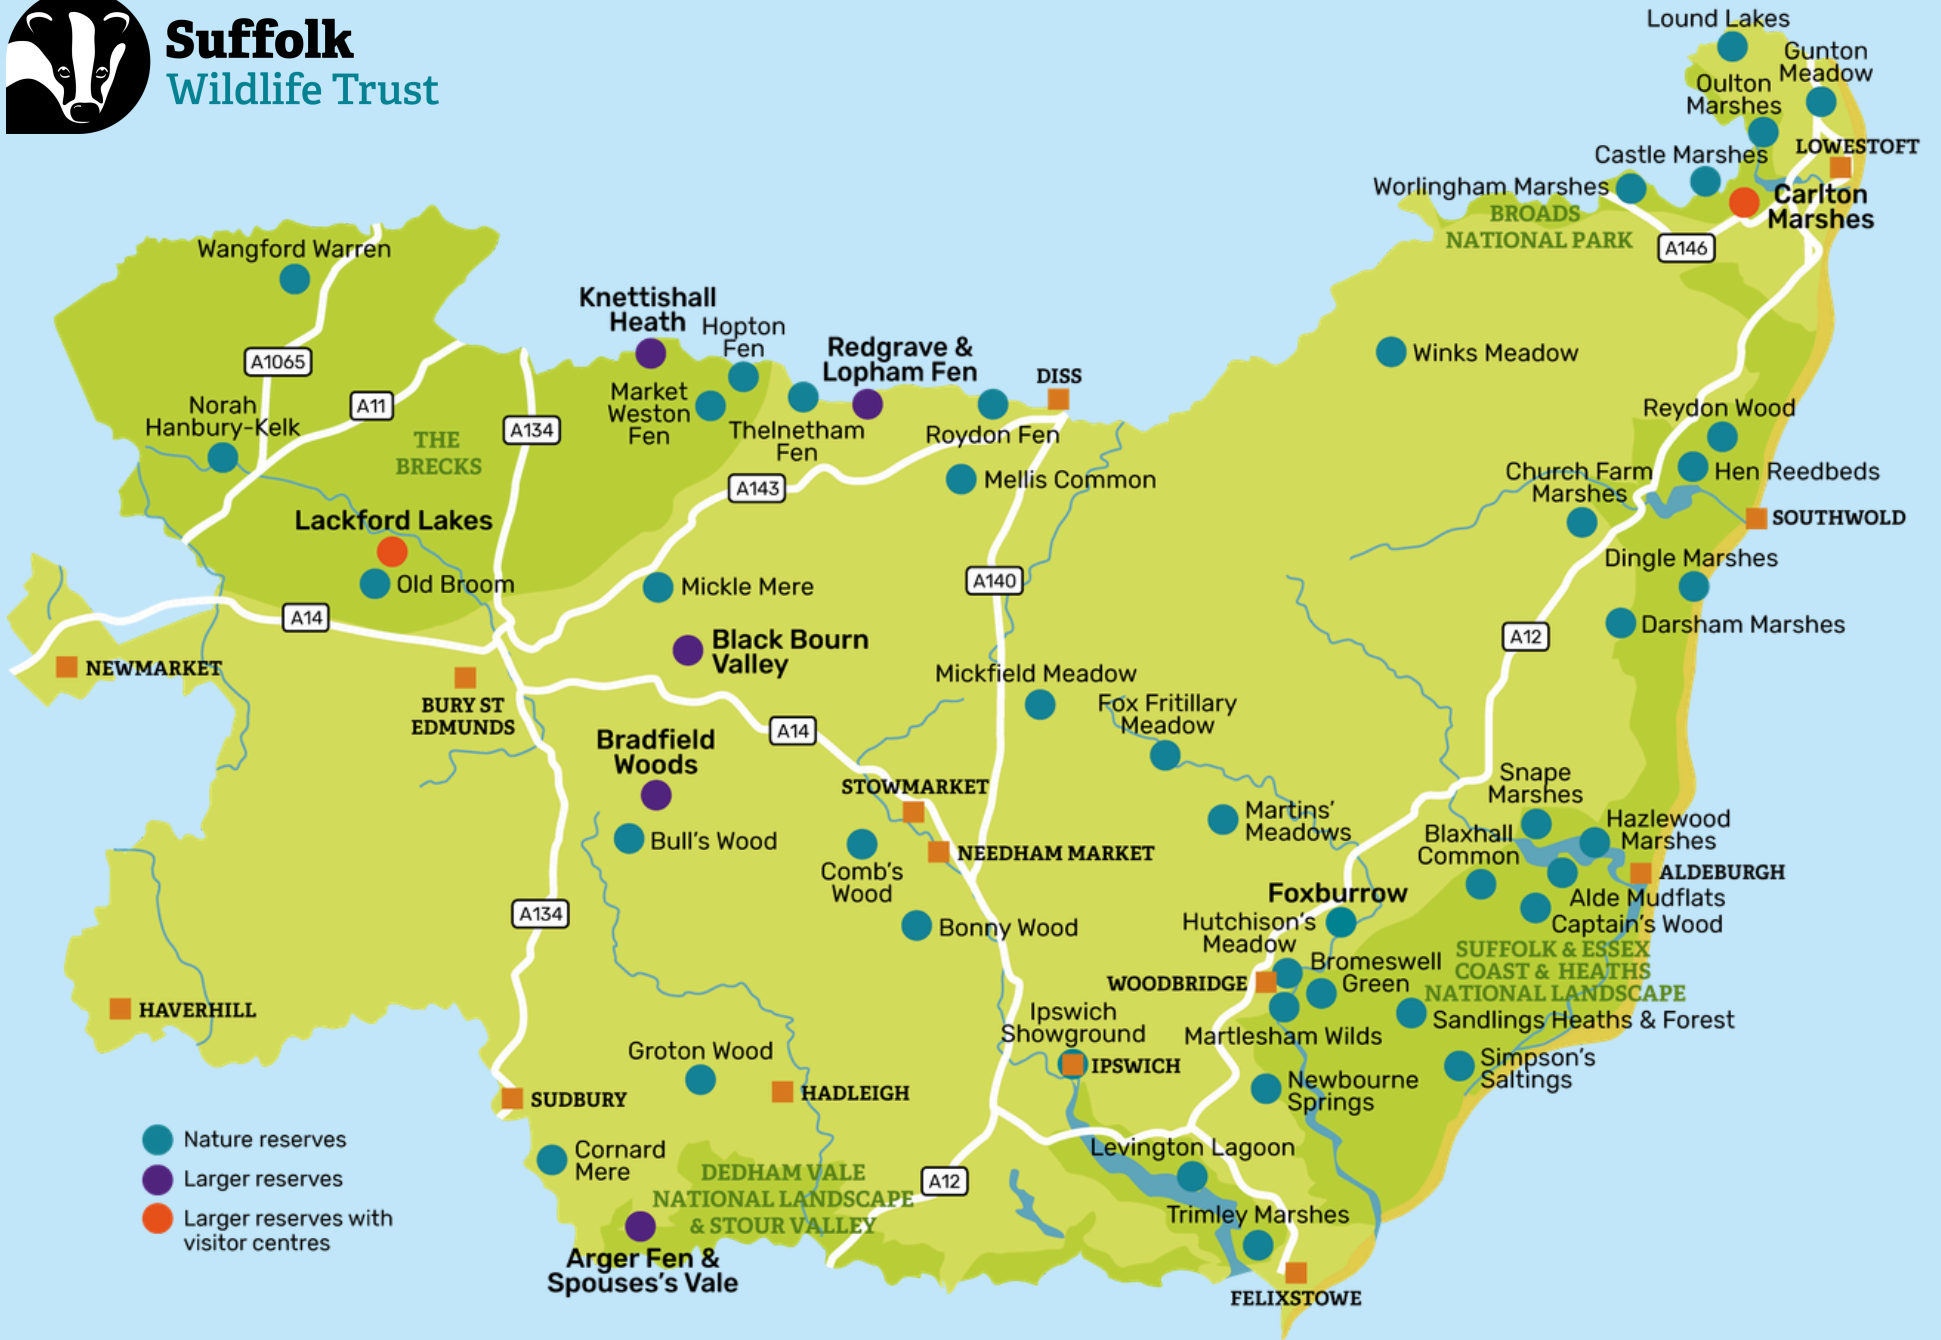 Suffolk
Wildlife Trust
Lound Lakes
Gunton
Meadow
Oulton
Marshes
LOWESTOFT
Castle Marshes
Worlingham Marshes
Carlton
Marshes
BROADS
NATIONAL PARK
A146
Wangford Warren
Knettishall
Heath
Hopton
Fen
Redgrave &
Lopham Fen
DISS
Winks Meadow
A1065
A11
Norah
Hanbury-Kelk
THE
BRECKS
A134
Market
Weston
Fen
Thelnetham
Fen
Roydon Fen
Reydon Wood
A143
Mellis Common
Church Farm
Marshes
Hen Reedbeds
SOUTHWOLD
Lackford Lakes
Old Broom
Mickle Mere
A140
Dingle Marshes
Darsham Marshes
A14
A12
NEWMARKET
BURY ST
EDMUNDS
Black Bourn
Valley
Mickfield Meadow
Fox Fritillary
Meadow
Bradfield
Woods
A14
STOWMARKET
Snape
Marshes
Bull's Wood
Comb's
Wood
NEEDHAM MARKET
Martins'
Meadows
Blaxhall
Common
Hazlewood
Marshes
ALDEBURGH
Alde Mudflats
Captain's Wood
A134
Bonny Wood
Foxburrow
Hutchison's
Meadow
Bromeswell
Green
SUFFOLK & ESSEX
COAST & HEATHS
NATIONAL LANDSCAPE
WOODBRIDGE
HAVERHILL
Ipswich
Showground
IPSWICH
Martlesham Wilds
Sandlings Heaths & Forest
Simpson's
Saltings
Groton Wood
SUDBURY
HADLEIGH
Newbourne
Springs
Cornard
Mere
DEDHAM VALE
NATIONAL LANDSCAPE
& STOUR VALLEY
A12
Levington Lagoon
Trimley Marshes
Arger Fen &
Spouses's Vale
FELIXSTOWE
Nature reserves
Larger reserves
Larger reserves with
visitor centres